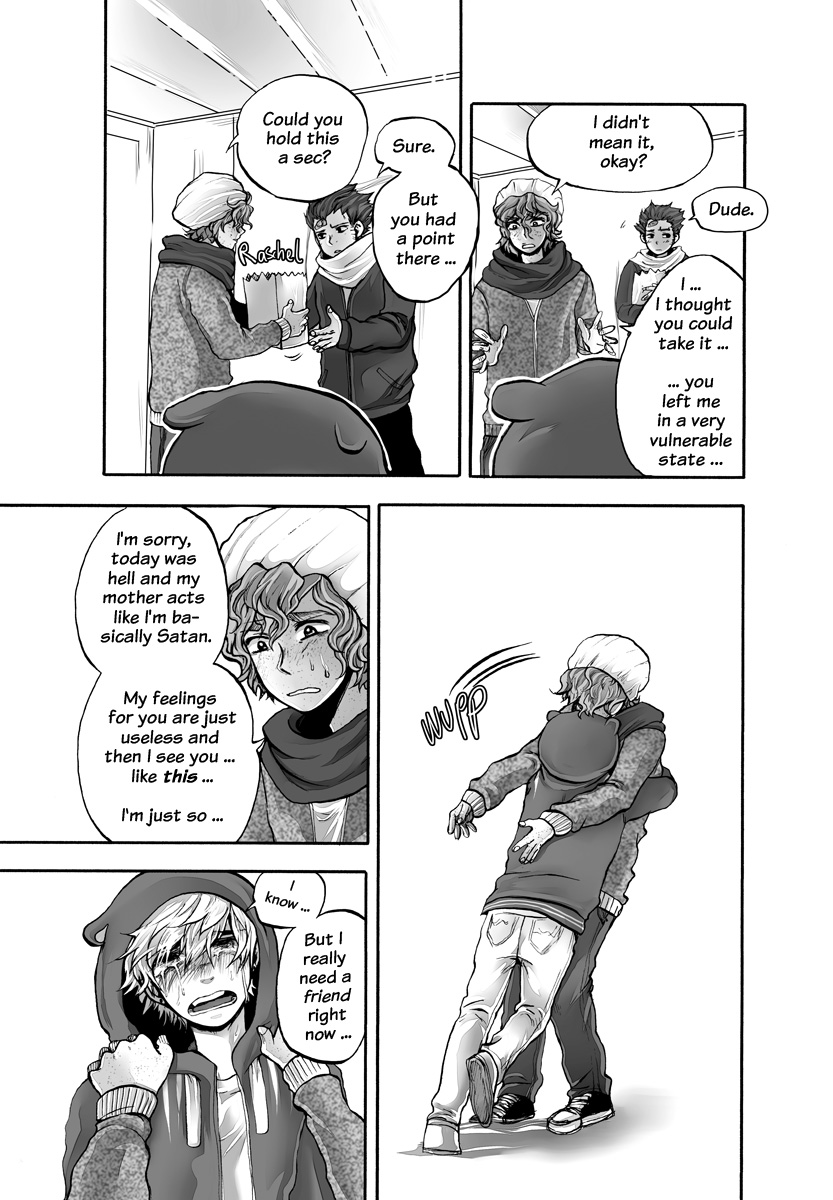 Could you
hold this
a sec?
Sure.
But
you had
a point
there ...
Raschel
I didn't
mean it,
okay?
Dude.
I ...
I thought
you could
take it ...
... you
left me
in a very
vulnerable
state ...
I'm sorry,
today was
hell and my
mother acts
like I'm ba-
sically Satan.
My feelings
for you are just
useless and
then I see you ...
like this ...
I'm just so ...
WUPP
I
know ...
But I
really
need a
friend
right
now ...